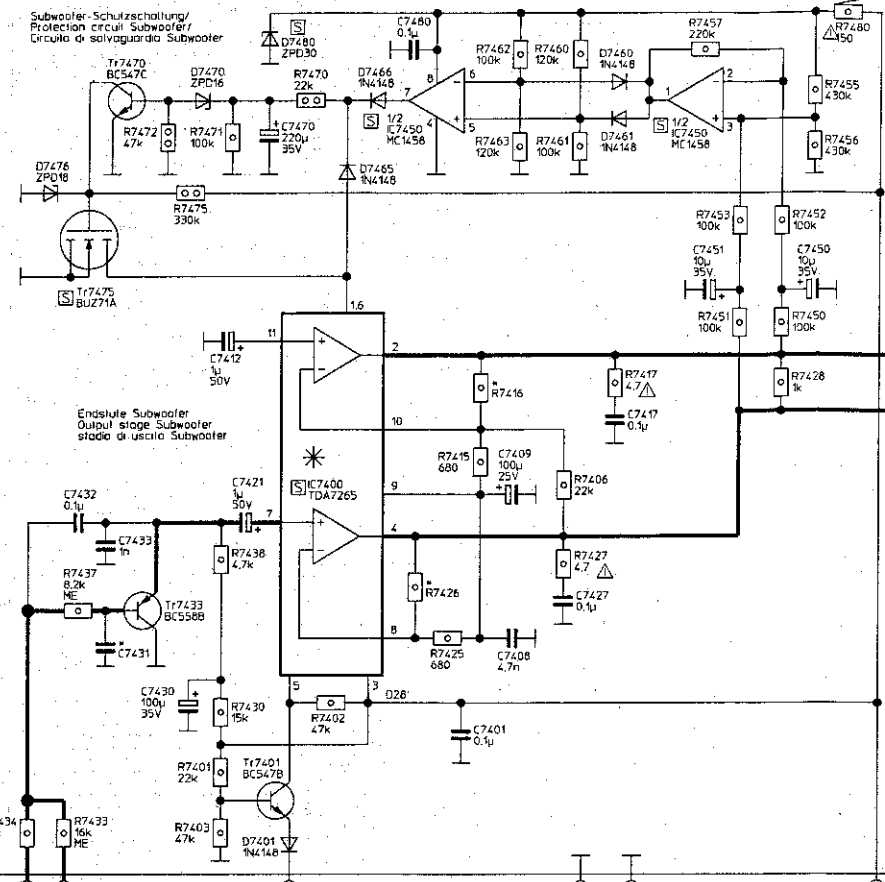 Subwoofer-Schutzschaltung/
Protection circuit Subwoofer/
Circuito di salvaguardia Subwoofer
S
D7480
ZPD30
C7480
0.1µ
R7462
100k
R7460
120k
D7460
1N4148
R7457
220k
R7480
150
Tr7470
BC547C
D7470
ZPD16
R7470
22k
D7466
1N4148
7
8
6
4
5
1
2
3
R7455
430k
R7472
47k
R7471
100k
C7470
220µ
35V
S
1/2
IC7450
MC1458
R7463
120k
R7461
100k
D7461
1N4148
S
1/2
IC7450
MC1458
R7456
430k
D7476
ZPD18
D7465
1N4148
R7475
330k
R7453
100k
R7452
100k
S
Tr7475
BUZ71A
C7451
10µ
35V
C7450
10µ
35V
R7451
100k
R7450
100k
1.6
11
2
C7412
1µ
50V
*
R7416
R7417
4,7
R7428
1k
C7417
0.1µ
Endstufe Subwoofer
Output stage Subwoofer
stadio di uscita Subwoofer
10
R7415
680
C7409
100µ
25V
R7406
22k
S
IC7400
TDA7265
9
C7432
0.1µ
C7421
1µ
50V
7
4
C7433
1n
R7438
4,7k
R7427
4,7
R7437
8,2k
ME
*
R7426
C7427
0.1µ
Tr7433
BC558B
*
C7431
8
R7425
680
C7408
4,7n
C7430
100µ
35V
R7430
15k
5
3
D28
R7402
47k
C7401
0.1µ
R7401
22k
Tr7401
BC547B
434
R7433
16k
ME
R7403
47k
D7401
1N4148